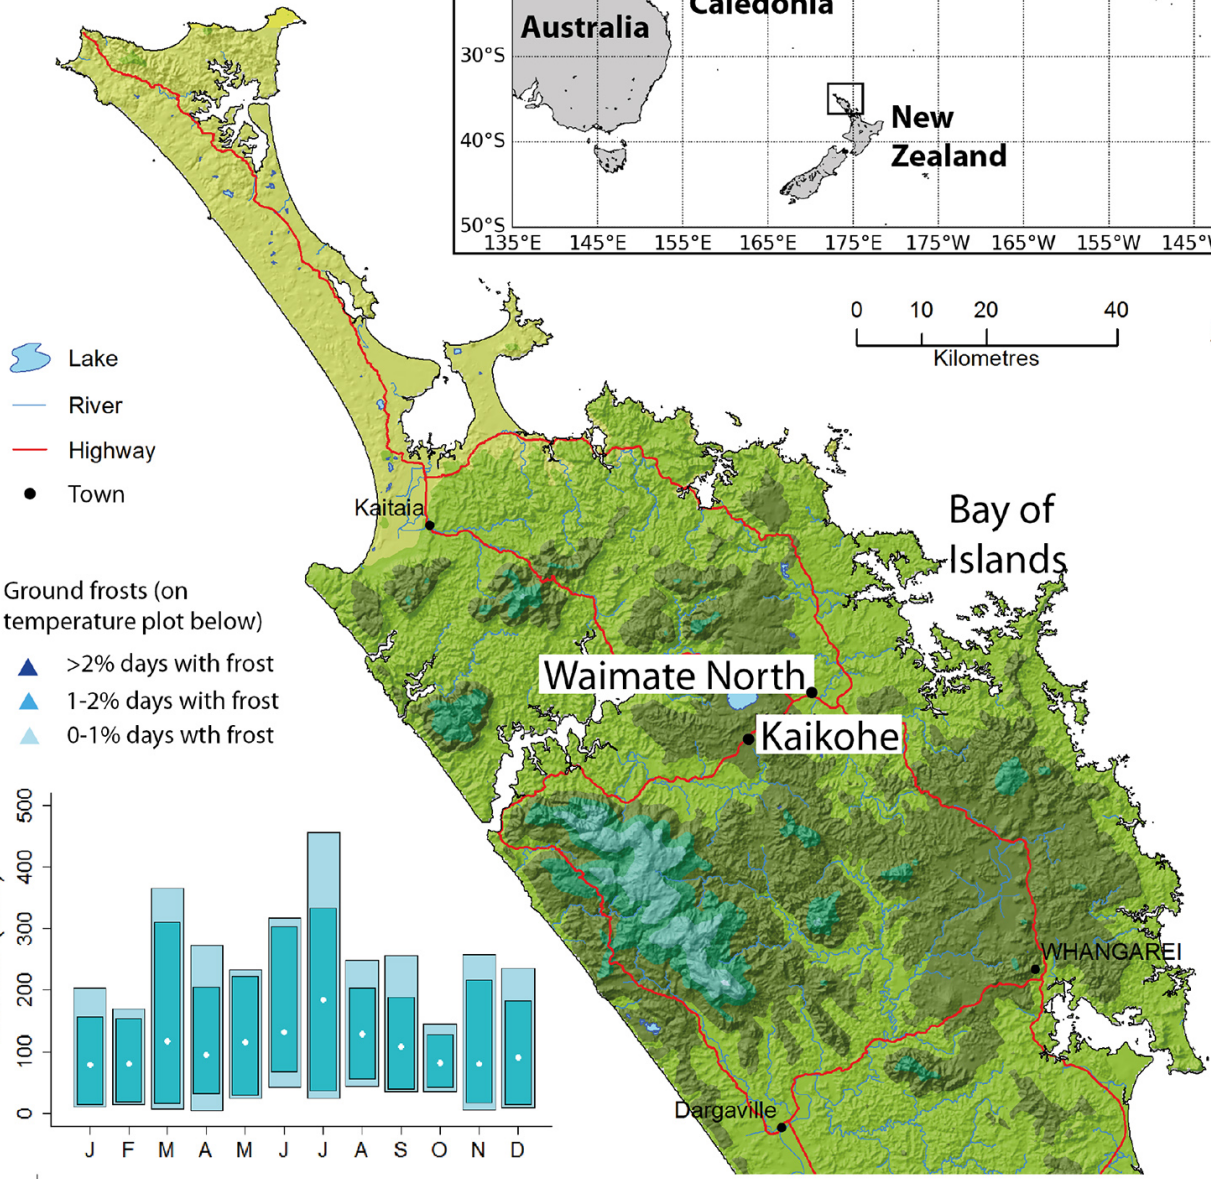 Caledonia
Australia
30°S
New
Zealand
40°S
50°S
135°E 145°E 155°E 165°E 175°E 175°W 165°W 155°W 145°
0 10 20 40
Kilometres
Lake
River
Highway
Town
Kaitaia
Bay of
Islands
Ground frosts (on
temperature plot below)
>2% days with frost
1-2% days with frost
0-1% days wth frost
Waimate North
Kaikohe
WHANGAREI
Dargaville
500
400
300
200
100
0
J F M A M J J A S O N D